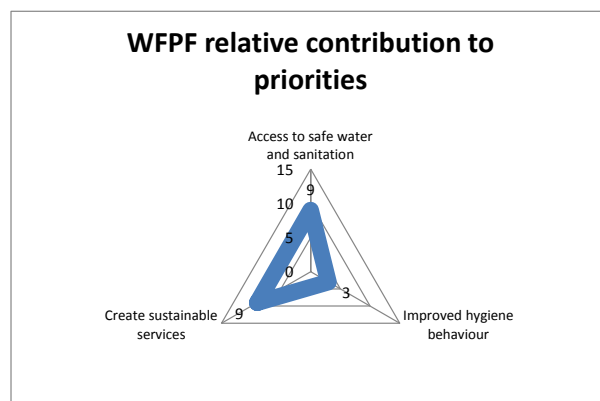 WFPF relative contribution to
priorities
Access to safe water
and sanitation
15
9
10
5
0
3
9
Create sustainable
services
Improved hygiene
behaviour